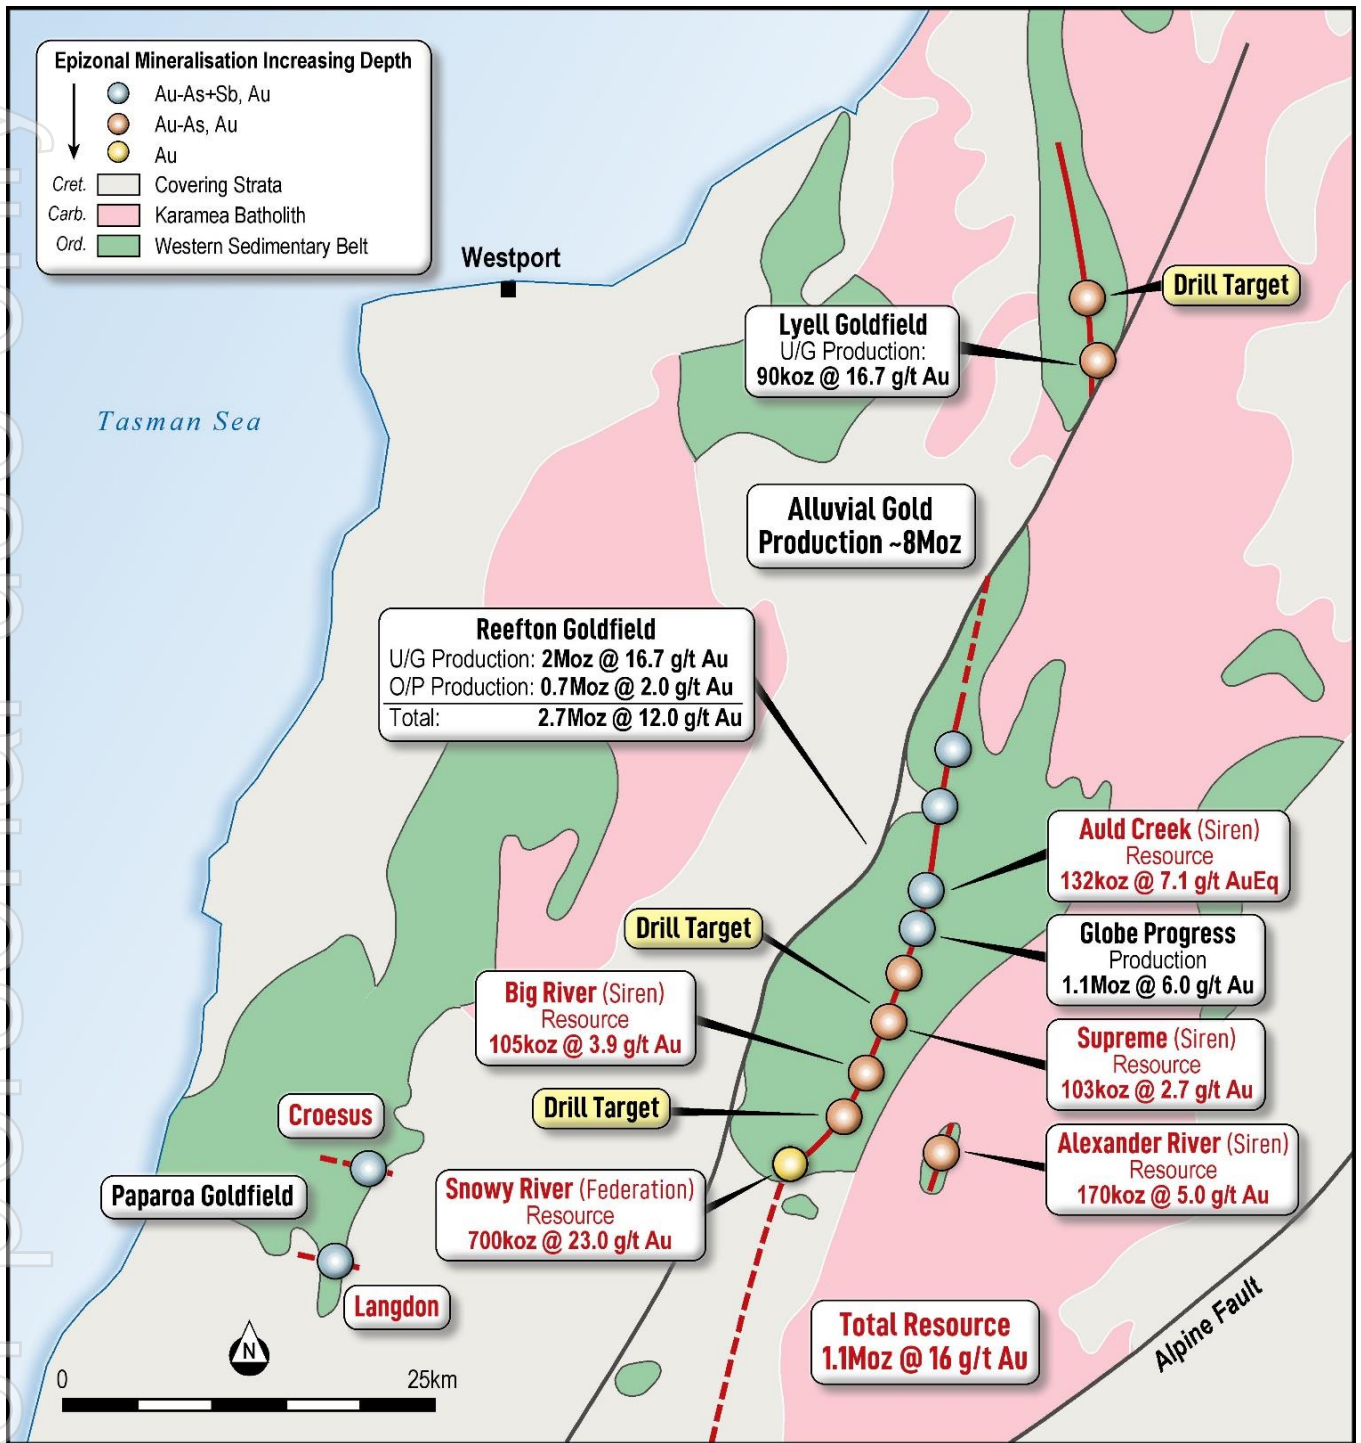 Epizonal Mineralisation Increasing Depth
Au-As+Sb, Au
Au-As, Au
Au
Cret. Covering Strata
Carb. Karamea Batholith
Ord. Western Sedimentary Belt
Westport
Tasman Sea
Drill Target
Lyell Goldfield
U/G Production:
90koz @ 16.7 g/t Au
Alluvial Gold
Production ~8Moz
Reefton Goldfield
U/G Production: 2Moz @ 16.7 g/t Au
O/P Production: 0.7Moz @ 2.0 g/t Au
Total: 2.7Moz @ 12.0 g/t Au
Auld Creek (Siren)
Resource
132koz @ 7.1 g/t AuEq
Drill Target
Globe Progress
Production
1.1Moz @ 6.0 g/t Au
Big River (Siren)
Resource
105koz @ 3.9 g/t Au
Supreme (Siren)
Resource
103koz @ 2.7 g/t Au
Drill Target
Croesus
Alexander River (Siren)
Resource
170koz @ 5.0 g/t Au
Paparoa Goldfield
Snowy River (Federation)
Resource
700koz @ 23.0 g/t Au
Langdon
Total Resource
1.1Moz @ 16 g/t Au
Alpine Fault
N
0 25km